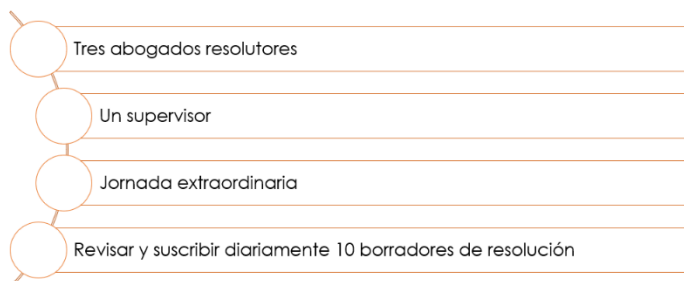 Tres abogados resolutores
Un supervisor
Jornada extraordinaria
Revisar y suscribir diariamente 10 borradores de resolución